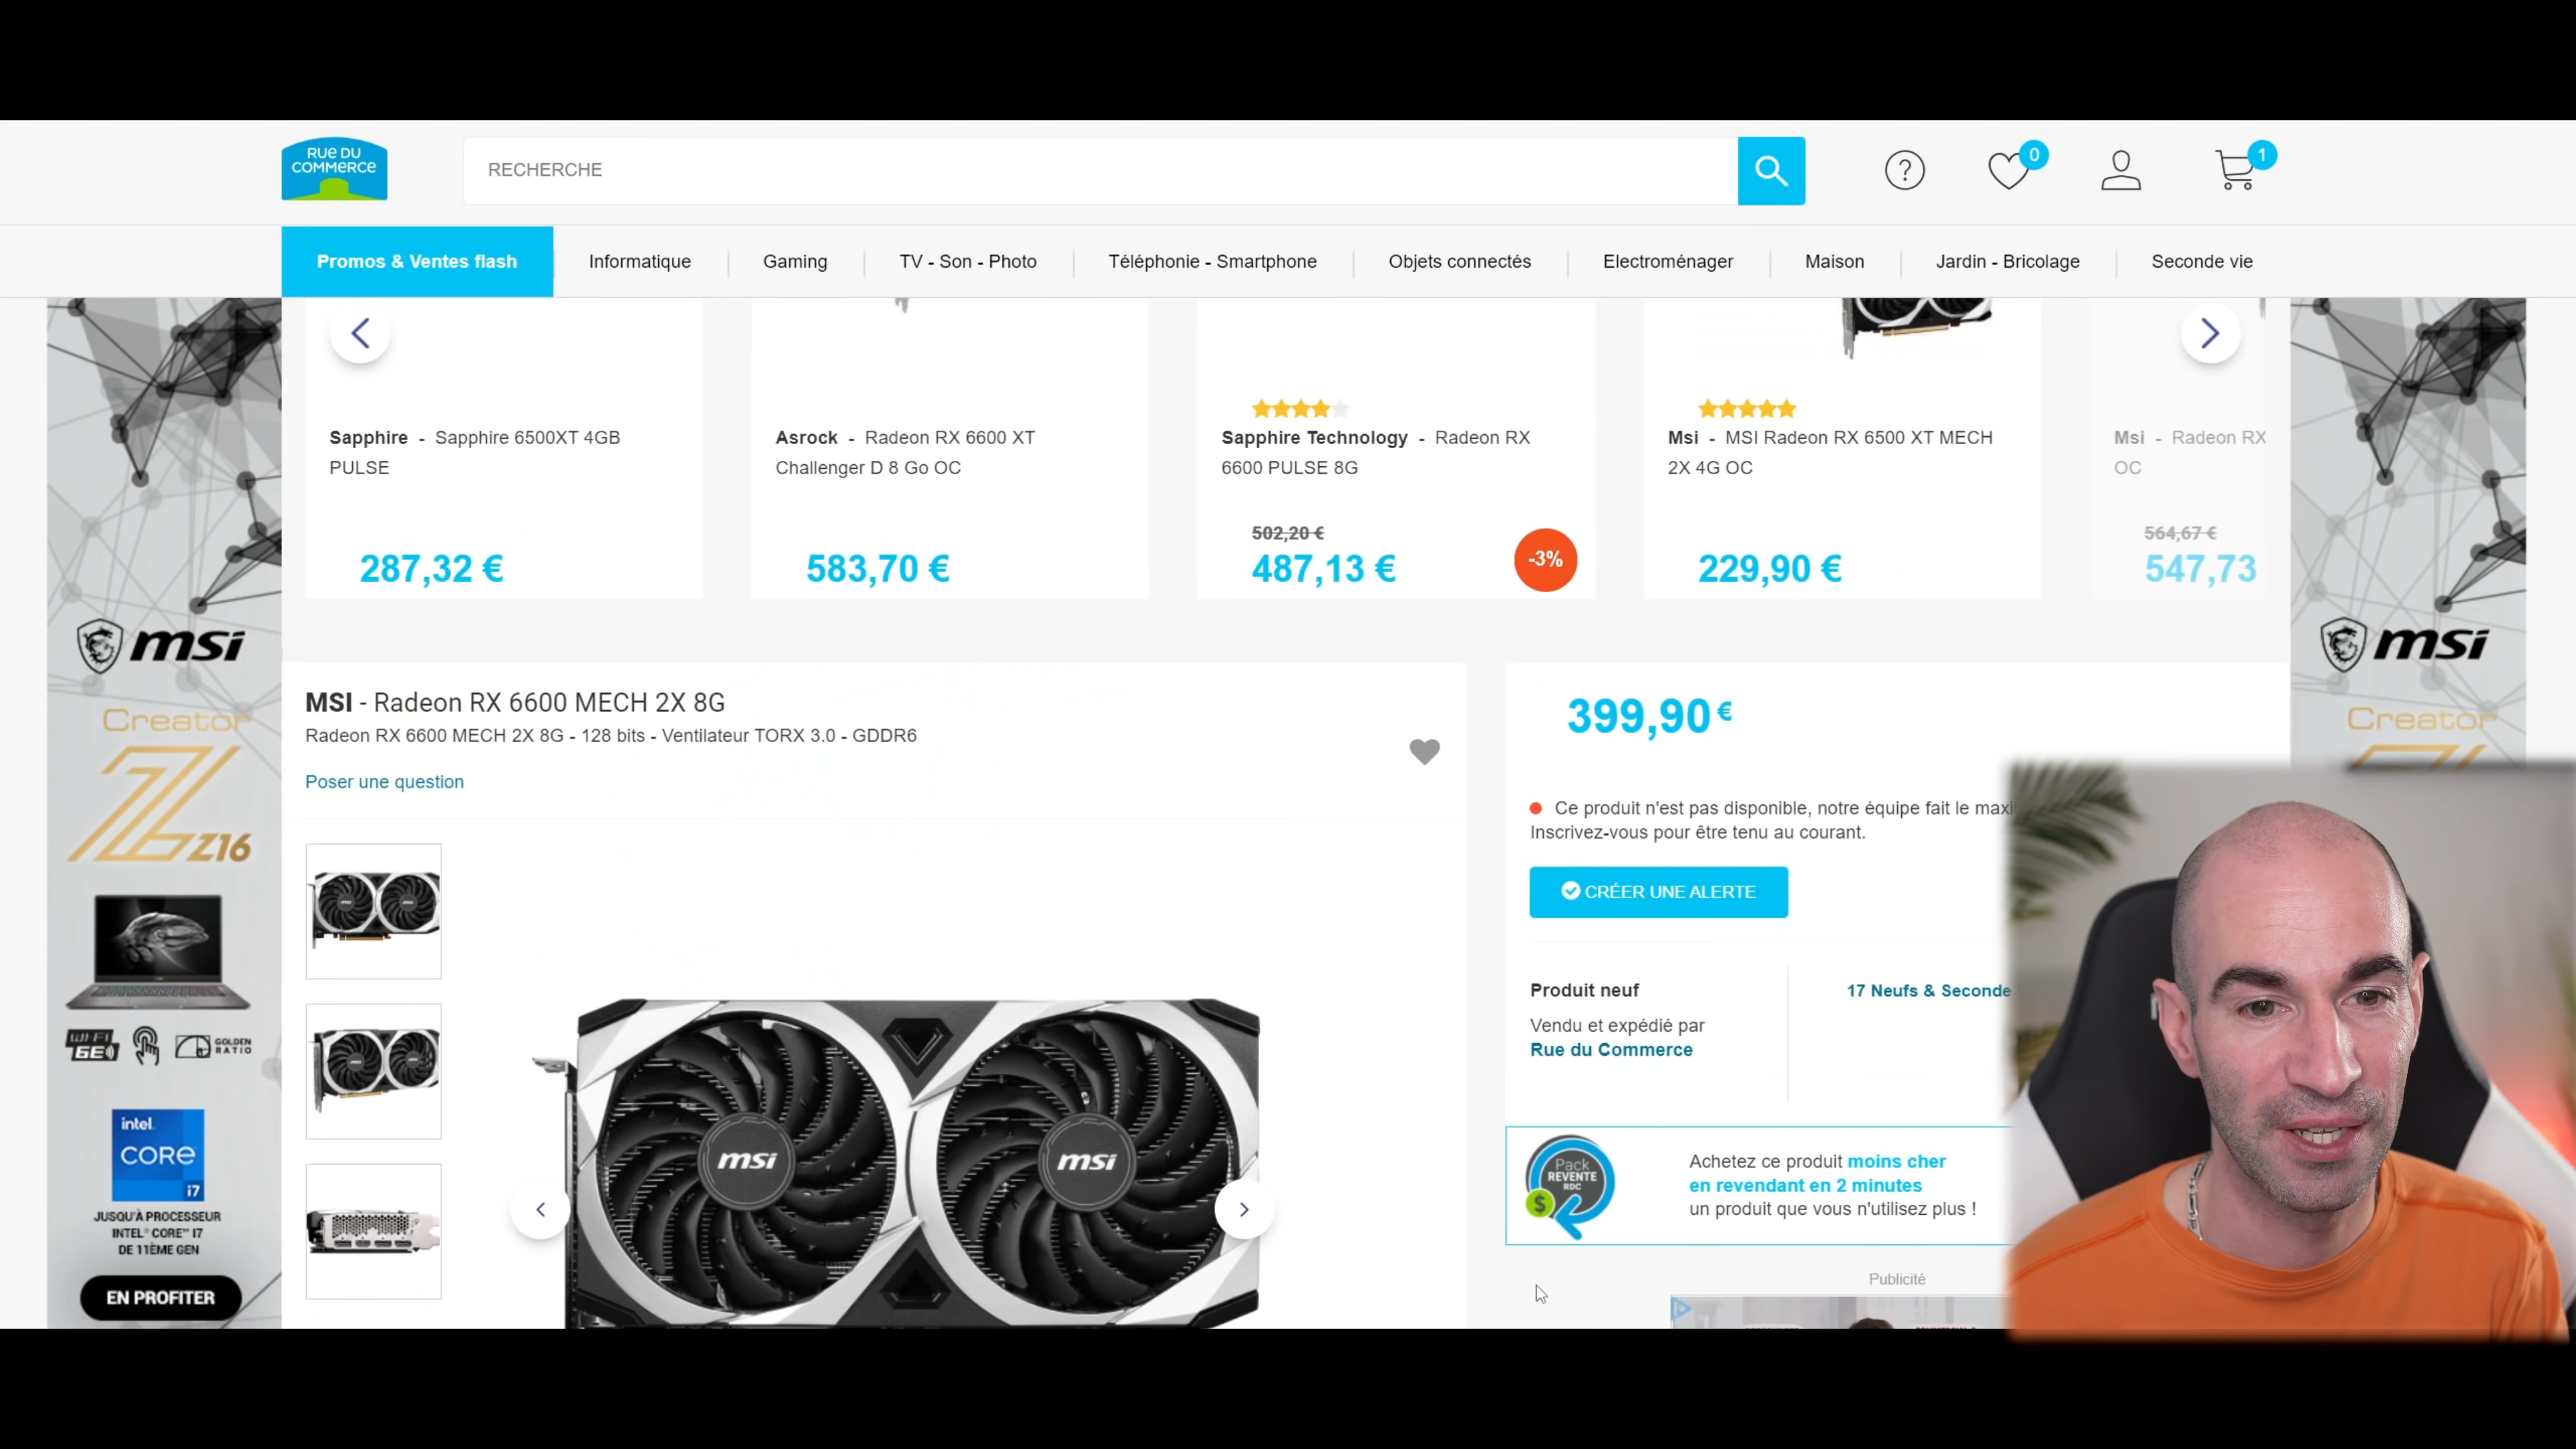 RUE DU
COMMERCE
RECHERCHE
0
1
Promos & Ventes flash
Informatique
Gaming
TV - Son - Photo
Téléphonie - Smartphone
Objets connectés
Electroménager
Maison
Jardin - Bricolage
Seconde vie
Sapphire - Sapphire 6500XT 4GB
PULSE
287,32 €
Asrock - Radeon RX 6600 XT
Challenger D 8 Go OC
583,70 €
Sapphire Technology - Radeon RX
6600 PULSE 8G
502,20 €
487,13 €
-3%
Msi - MSI Radeon RX 6500 XT MECH
2X 4G OC
229,90 €
Msi - Radeon RX
OC
564,67 €
547,73
msi
Creator
Z16
WI-FI
6E
GOLDEN
RATIO
intel
CORE
i7
JUSQU'À PROCESSEUR
INTEL® CORE™ I7
DE 11ÈME GEN
EN PROFITER
MSI - Radeon RX 6600 MECH 2X 8G
Radeon RX 6600 MECH 2X 8G - 128 bits - Ventilateur TORX 3.0 - GDDR6
Poser une question
msi
msi
399,90 €
Ce produit n'est pas disponible, notre équipe fait le maxi
Inscrivez-vous pour être tenu au courant.
CRÉER UNE ALERTE
Produit neuf
Vendu et expédié par
Rue du Commerce
17 Neufs & Seconde
Pack
REVENTE
RDC
$
Achetez ce produit moins cher
en revendant en 2 minutes
un produit que vous n'utilisez plus !
Publicité
msi
Creator